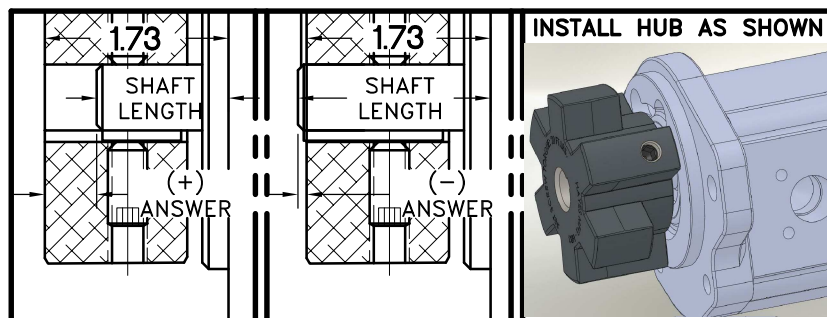 1.73
SHAFT
LENGTH
(+)
ANSWER
1.73
SHAFT
LENGTH
(-)
ANSWER
INSTALL HUB AS SHOWN